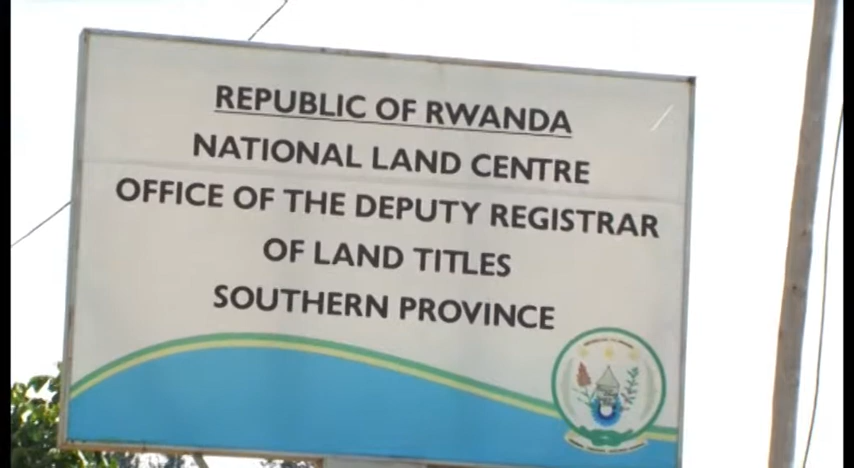 REPUBLIC OF RWANDA
NATIONAL LAND CENTRE
OFFICE OF THE DEPUTY REGISTRAR
OF LAND TITLES
SOUTHERN PROVINCE